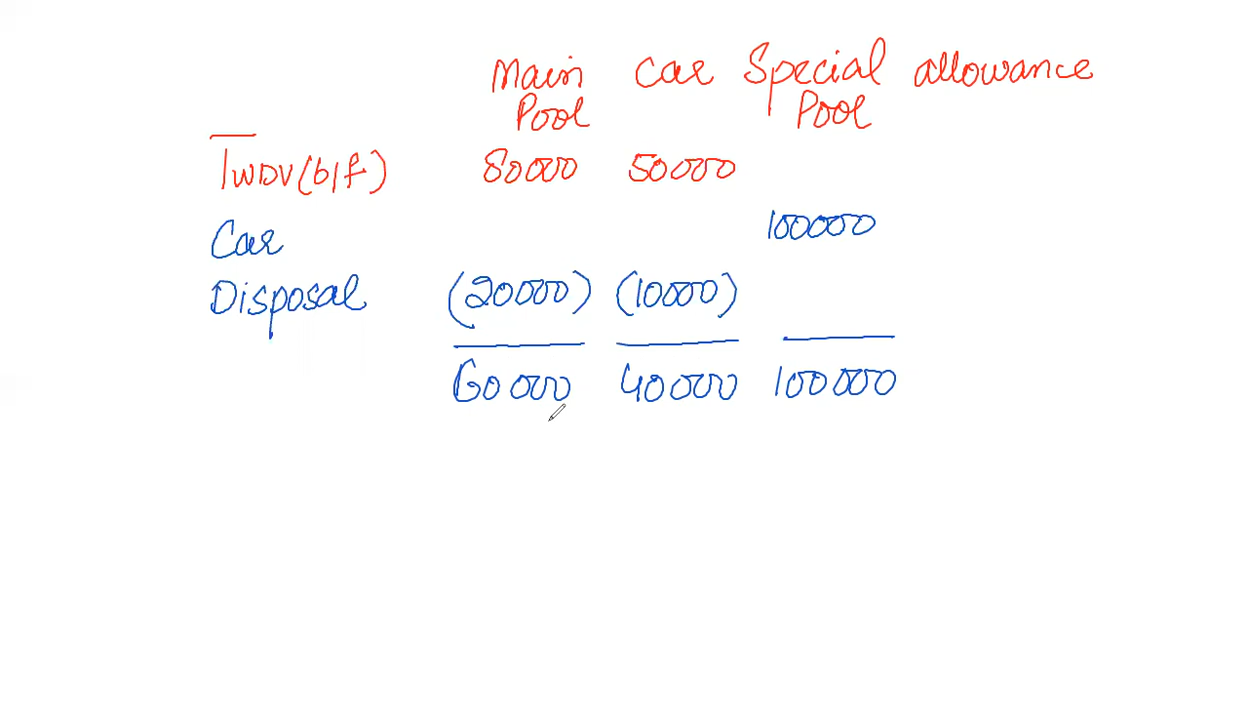 Main Car Special allowance
Pool Pool
TWDV(b/f) 80000 50000
Car 100000
Disposal (20000) (10000)
60000 40000 100000